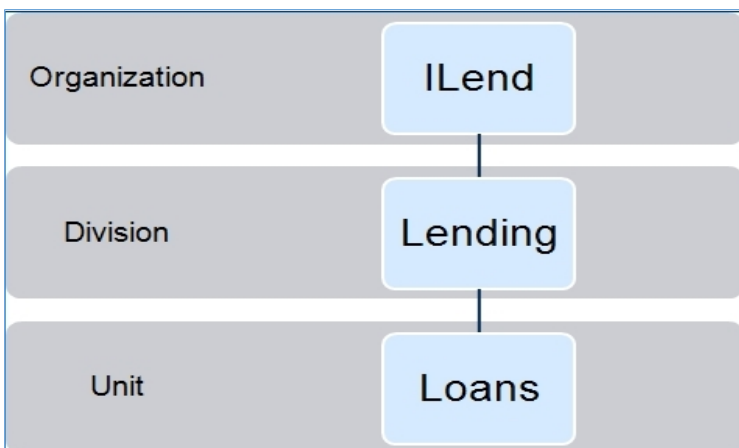 Organization
ILend
Division
Lending
Unit
Loans